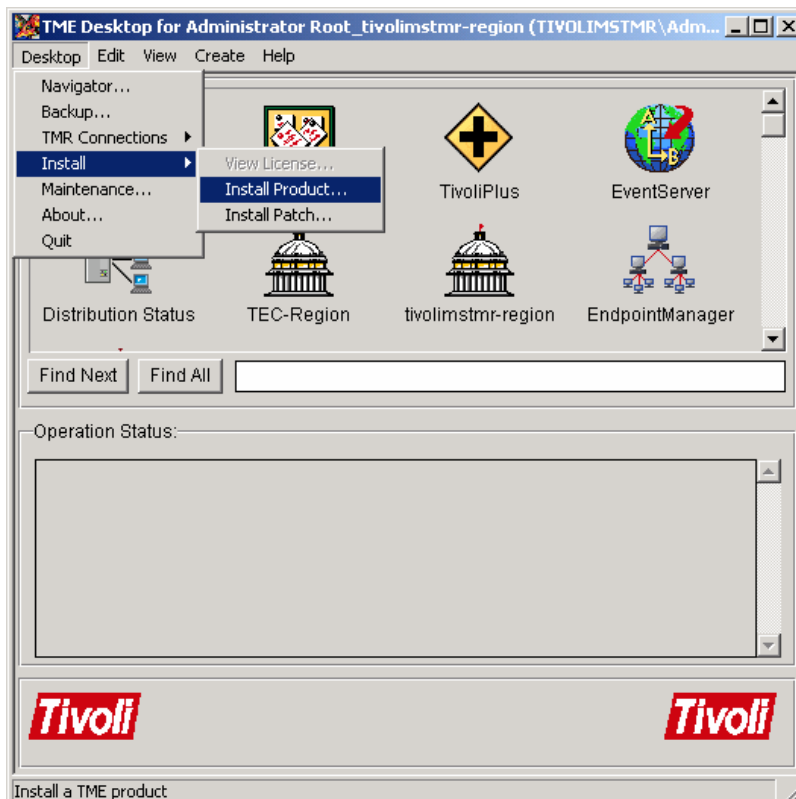 TME Desktop for Administrator Root_tivolimstmr-region (TIVOLIMSTMR\Adm...
Desktop Edit View Create Help
Navigator...
Backup...
TMR Connections
Install
Maintenance...
About...
Quit
View License...
Install Product...
Install Patch...
TivoliPlus
EventServer
Distribution Status
TEC-Region
tivolimstmr-region
EndpointManager
Find Next
Find All
Operation Status:
Tivoli
Tivoli
Install a TME product